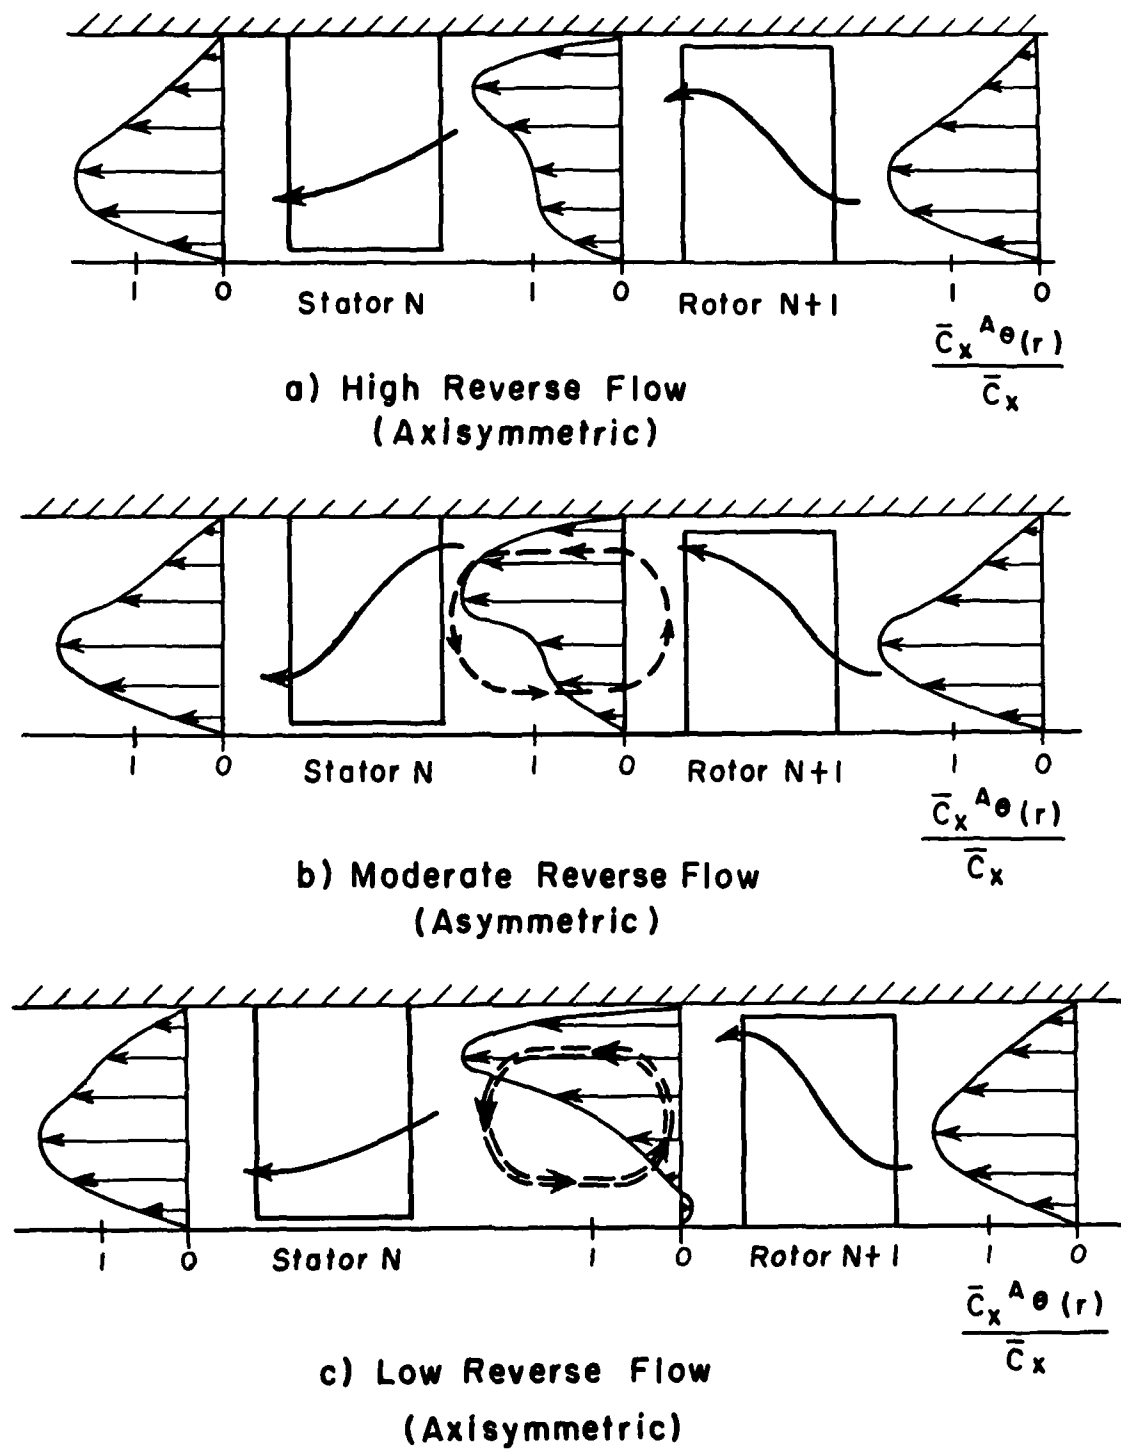 1 0 Stator N 1 0 Rotor N+1 1 0
C̄x Aθ(r)
C̄x
a) High Reverse Flow
(Axisymmetric)
1 0 Stator N 1 0 Rotor N+1 1 0
C̄x Aθ(r)
C̄x
b) Moderate Reverse Flow
(Asymmetric)
1 0 Stator N 1 0 Rotor N+1 1 0
C̄x Aθ(r)
C̄x
c) Low Reverse Flow
(Axisymmetric)